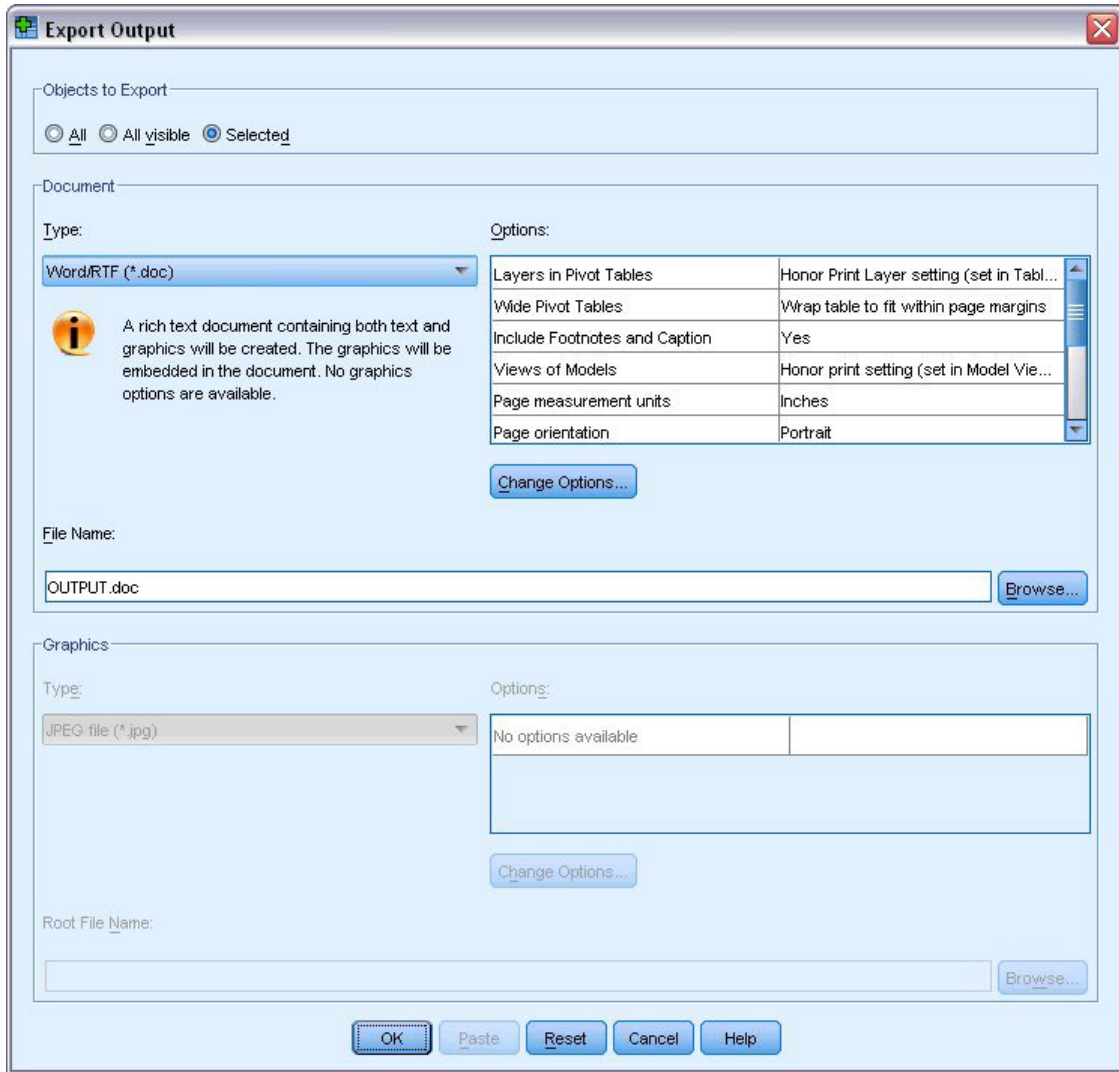 Export Output
Objects to Export
All All visible Selected
Document
Type:
Options:
Word/RTF (*.doc)
A rich text document containing both text and
graphics will be created. The graphics will be
embedded in the document. No graphics
options are available.
Layers in Pivot Tables Honor Print Layer setting (set in Tabl...
Wide Pivot Tables Wrap table to fit within page margins
Include Footnotes and Caption Yes
Views of Models Honor print setting (set in Model Vie...
Page measurement units Inches
Page orientation Portrait
Change Options...
File Name:
OUTPUT.doc
Browse...
Graphics
Type:
Options:
JPEG file (*.jpg)
No options available
Change Options...
Root File Name:
Browse...
OK Paste Reset Cancel Help